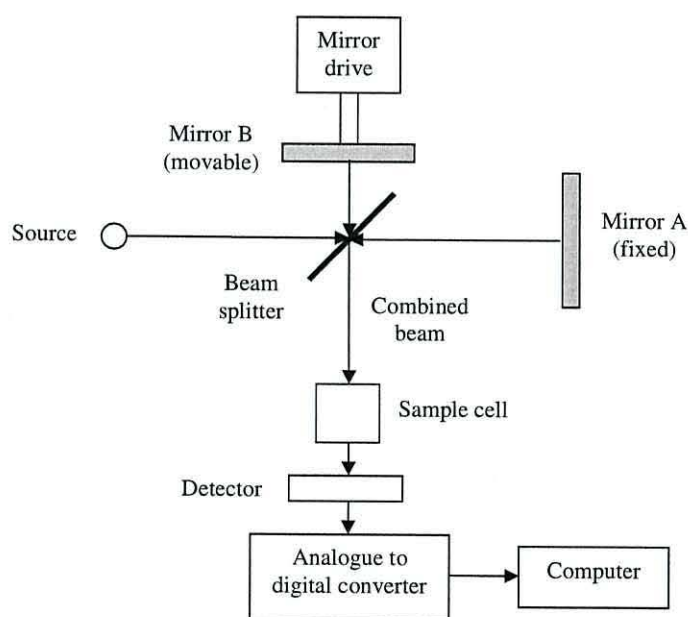 Mirror
drive
Mirror B
(movable)
Source
Mirror A
(fixed)
Beam
splitter
Combined
beam
Sample cell
Detector
Analogue to
digital converter
Computer